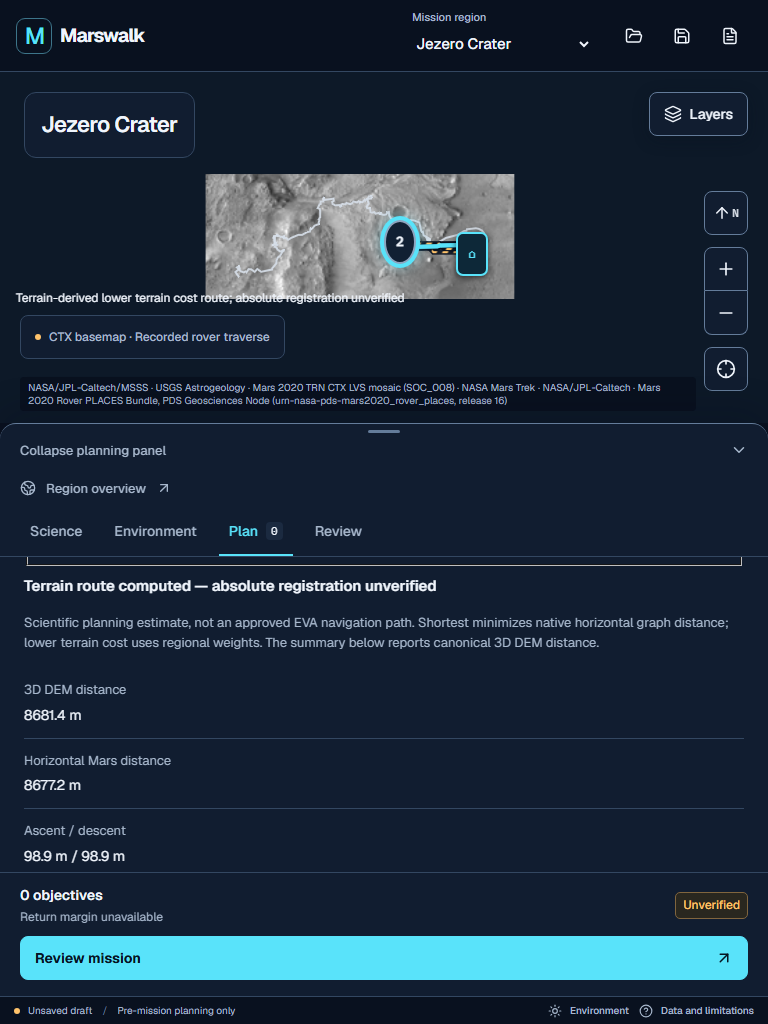 M Marswalk
Mission region
Jezero Crater
Jezero Crater
Layers
N
2
Terrain-derived lower terrain cost route; absolute registration unverified
CTX basemap · Recorded rover traverse
NASA/JPL-Caltech/MSSS · USGS Astrogeology · Mars 2020 TRN CTX LVS mosaic (SOC_008) · NASA Mars Trek · NASA/JPL-Caltech · Mars
2020 Rover PLACES Bundle, PDS Geosciences Node (urn-nasa-pds-mars2020_rover_places, release 16)
Collapse planning panel
Region overview
Science Environment Plan 0 Review
Terrain route computed — absolute registration unverified
Scientific planning estimate, not an approved EVA navigation path. Shortest minimizes native horizontal graph distance;
lower terrain cost uses regional weights. The summary below reports canonical 3D DEM distance.
3D DEM distance
8681.4 m
Horizontal Mars distance
8677.2 m
Ascent / descent
98.9 m / 98.9 m
0 objectives
Return margin unavailable
Unverified
Review mission
Unsaved draft / Pre-mission planning only
Environment
Data and limitations